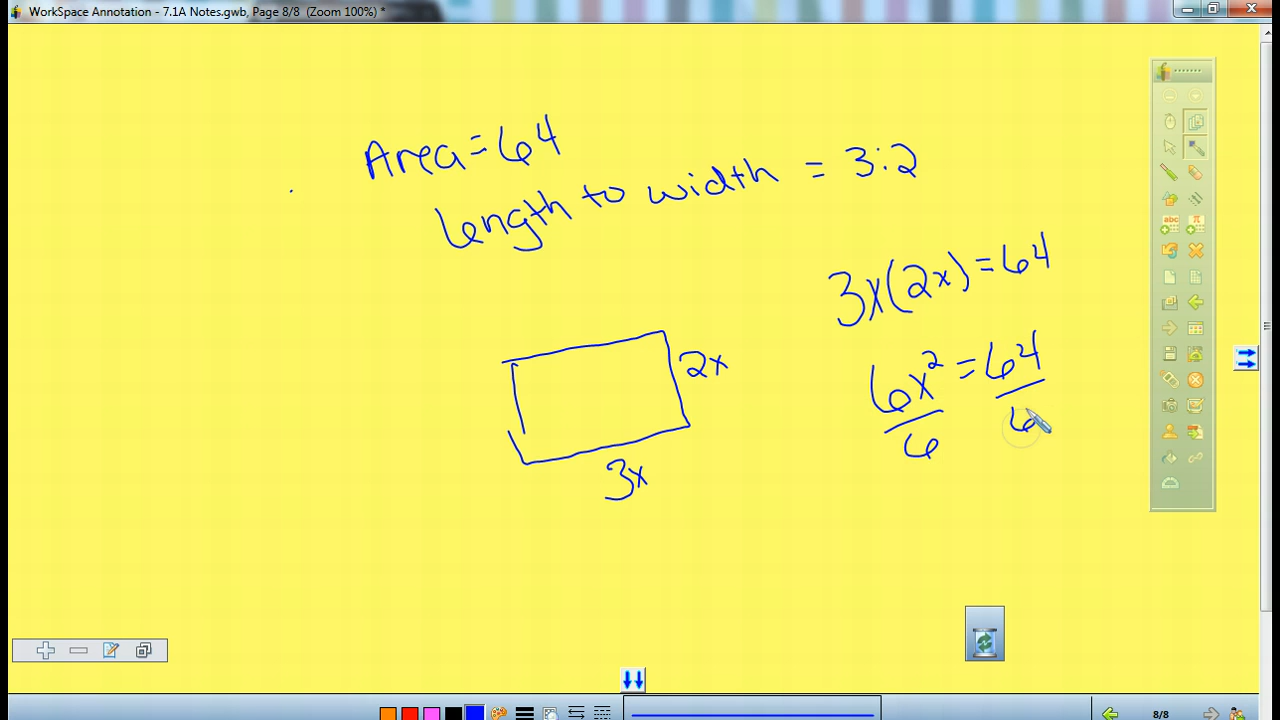 WorkSpace Annotation - 7.1A Notes.gwb, Page 8/8 (Zoom 100%) *
Area=64
length to width = 3:2
3x(2x)=64
6x²=64
6 6
2x
3x
abc
π
8/8